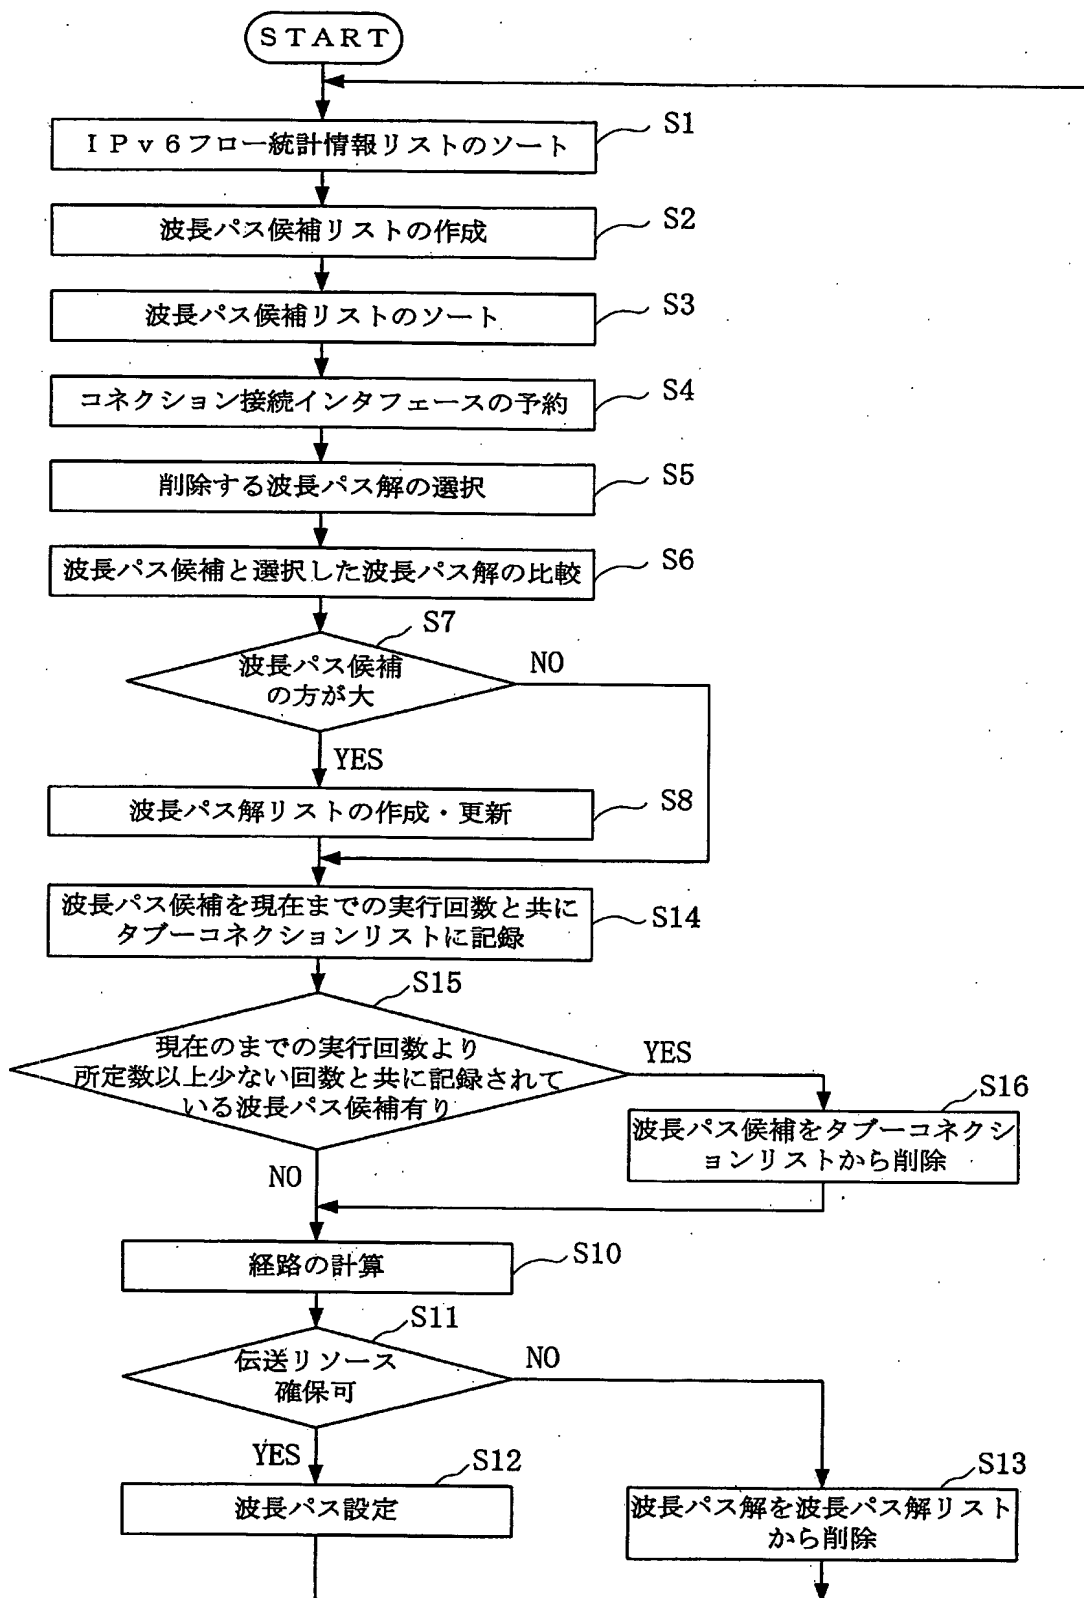 START
IPv6フロー統計情報リストのソート
S1
波長パス候補リストの作成
S2
波長パス候補リストのソート
S3
コネクション接続インタフェースの予約
S4
削除する波長パス解の選択
S5
波長パス候補と選択した波長パス解の比較
S6
S7
波長パス候補
の方が大
NO
YES
波長パス解リストの作成・更新
S8
波長パス候補を現在までの実行回数と共に
タブーコネクションリストに記録
S14
S15
現在のまでの実行回数より
所定数以上少ない回数と共に記録されて
いる波長パス候補有り
YES
S16
波長パス候補をタブーコネクシ
ョンリストから削除
NO
経路の計算
S10
S11
伝送リソース
確保可
NO
YES
S12
波長パス設定
S13
波長パス解を波長パス解リスト
から削除